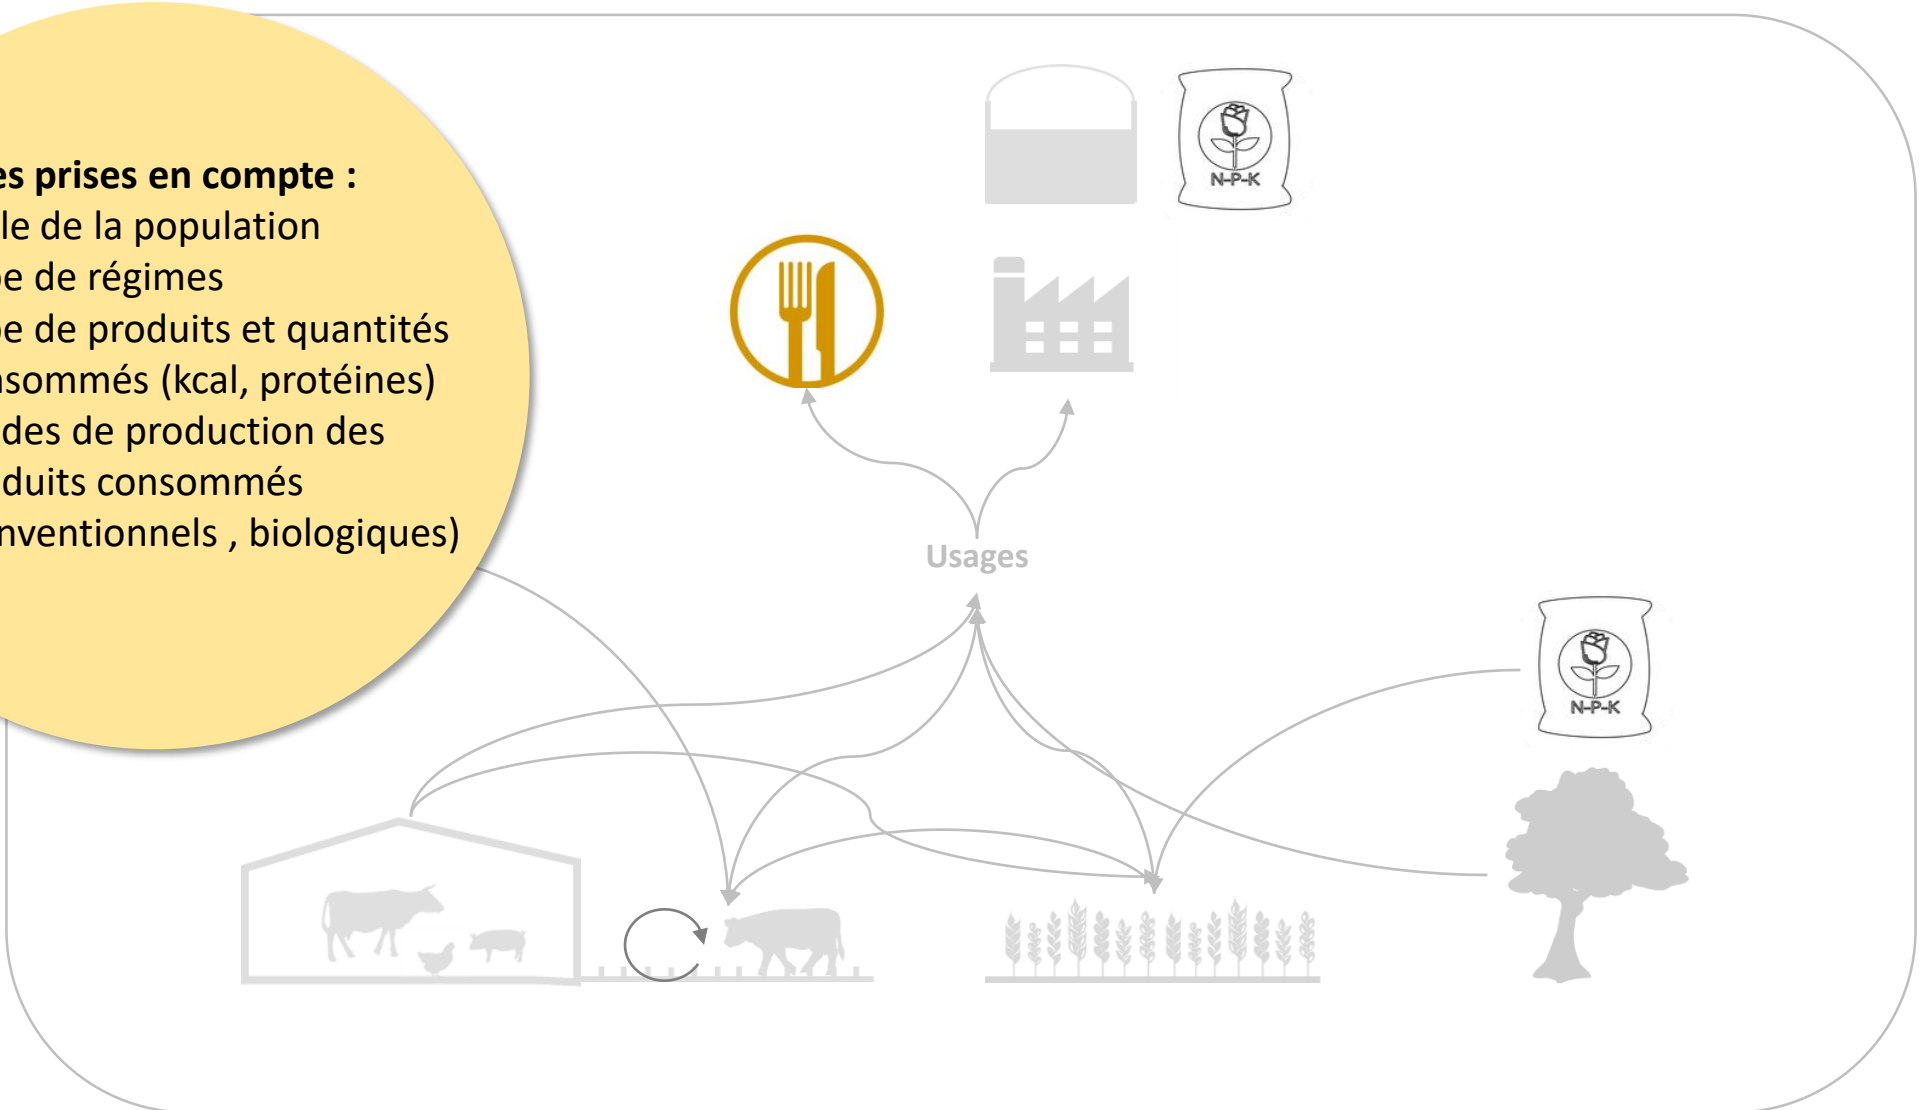 es prises en compte :
le de la population
e de régimes
e de produits et quantités
sommés (kcal, protéines)
des de production des
duits consommés
nventionnels , biologiques)
N-P-K
Usages
N-P-K